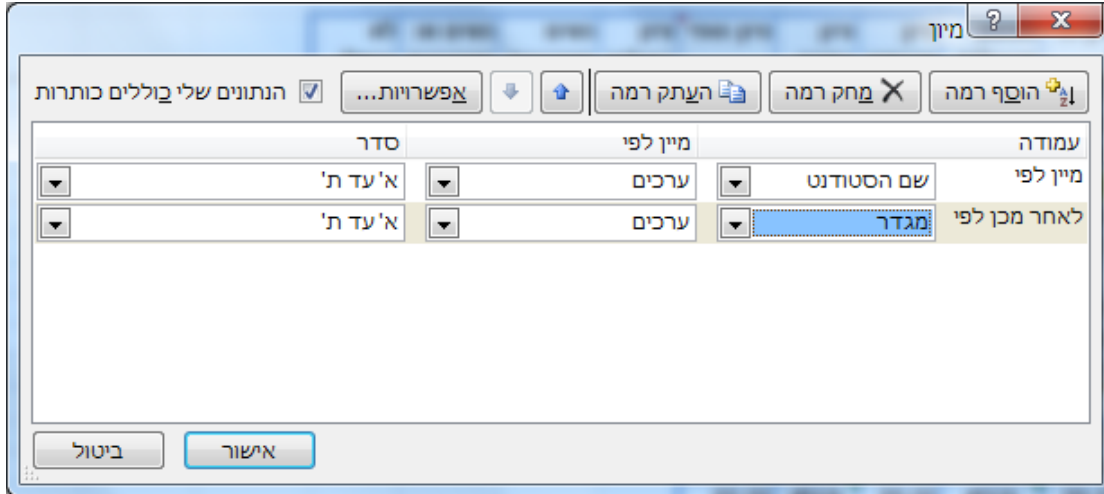 מיון
הוסף רמה מחק רמה העתק רמה אפשרויות... הנתונים שלי כוללים כותרות
עמודה מיין לפי סדר
מיין לפי שם הסטודנט ערכים א' עד ת'
לאחר מכן לפי מגדר ערכים א' עד ת'
אישור ביטול